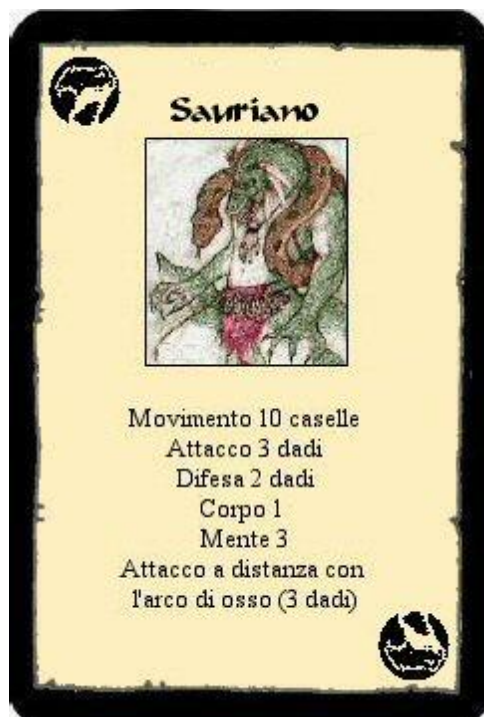 Sauriano
Movimento 10 caselle
Attacco 3 dadi
Difesa 2 dadi
Corpo 1
Mente 3
Attacco a distanza con
l'arco di osso (3 dadi)